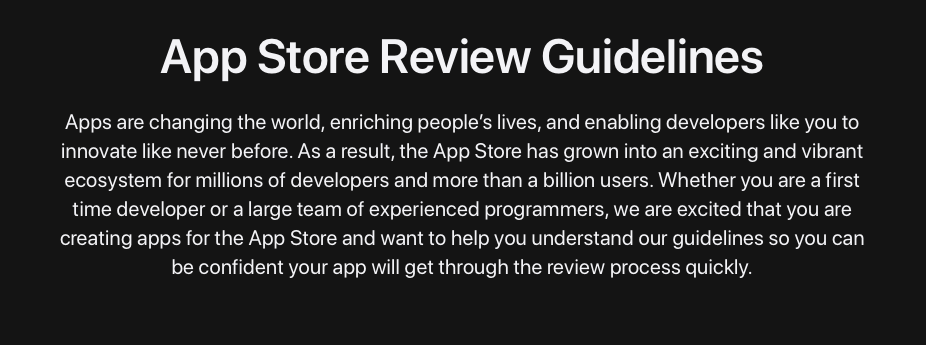 App Store Review Guidelines
Apps are changing the world, enriching people’s lives, and enabling developers like you to
innovate like never before. As a result, the App Store has grown into an exciting and vibrant
ecosystem for millions of developers and more than a billion users. Whether you are a first
time developer or a large team of experienced programmers, we are excited that you are
creating apps for the App Store and want to help you understand our guidelines so you can
be confident your app will get through the review process quickly.